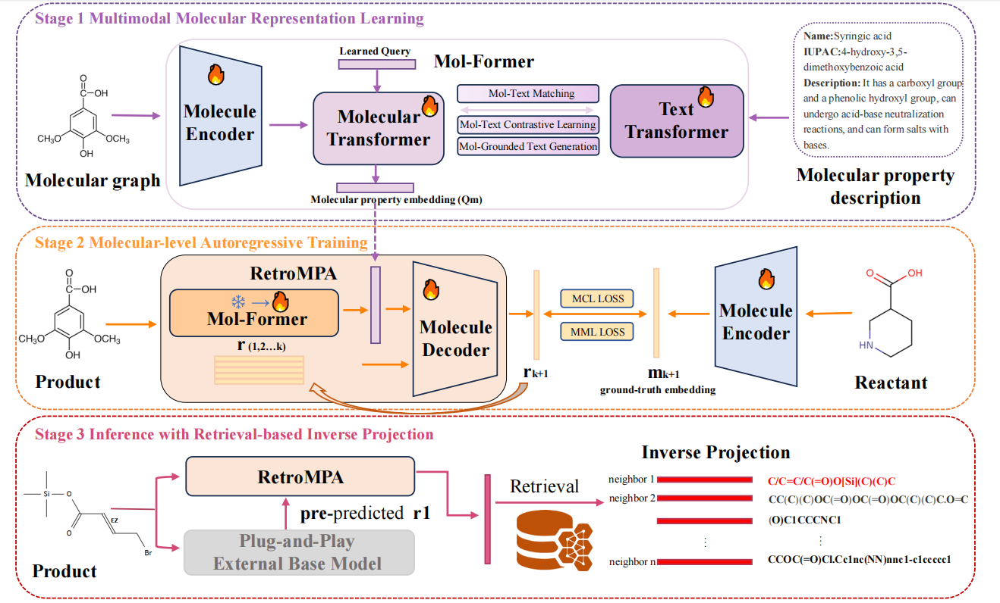 Stage 1 Multimodal Molecular Representation Learning
O
C—OH
CH₃O
OCH₃
OH
Molecular graph
Molecule
Encoder
Learned Query
Mol-Former
Molecular
Transformer
Molecular property embedding (Qm)
Mol-Text Matching
Mol-Text Contrastive Learning
Mol-Grounded Text Generation
Text
Transformer
Name:Syringic acid
IUPAC:4-hydroxy-3,5-
dimethoxybenzoic acid
Description: It has a carboxyl group
and a phenolic hydroxyl group, can
undergo acid-base neutralization
reactions, and can form salts with
bases.
Molecular property
description
Stage 2 Molecular-level Autoregressive Training
O
C—OH
CH₃O
OCH₃
OH
Product
RetroMPA
Mol-Former
r (1,2...k)
Molecule
Decoder
rk+1
MCL LOSS
MML LOSS
mk+1
ground-truth embedding
Molecule
Encoder
O
OH
HN
Reactant
Stage 3 Inference with Retrieval-based Inverse Projection
Si
O
O
EZ
Br
Product
RetroMPA
pre-predicted r1
Plug-and-Play
External Base Model
Retrieval
Inverse Projection
neighbor 1 C/C=C/C(=O)O[Si](C)(C)C
neighbor 2 CC(C)(C)OC(=O)OC(=O)OC(C)(C)C.O=C
(O)C1CCCNC1
⋮ ⋮
neighbor n CCOC(=O)Cl.Cc1nc(NN)nnc1-c1ccccc1